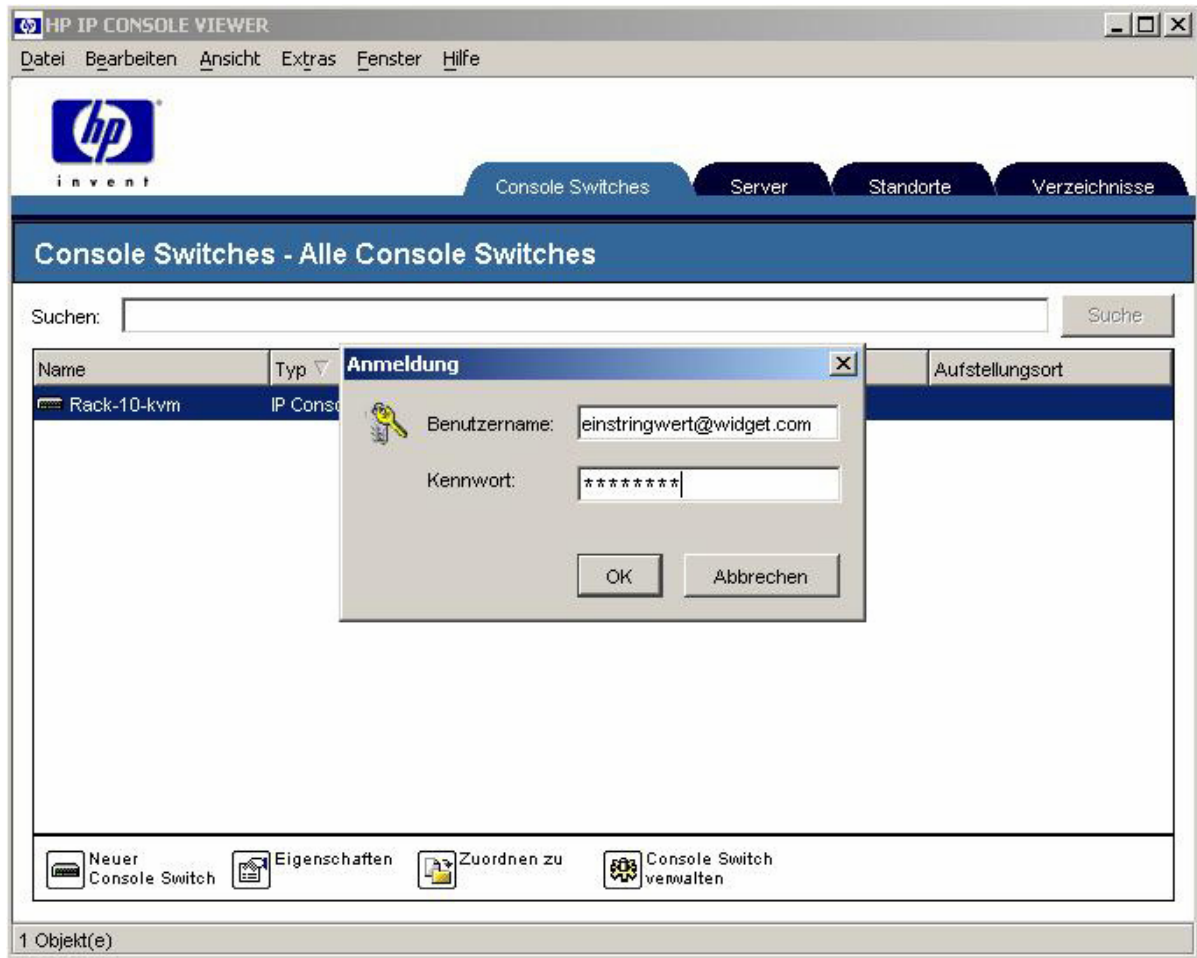 HP IP CONSOLE VIEWER
Datei Bearbeiten Ansicht Extras Fenster Hilfe
hp
invent
Console Switches Server Standorte Verzeichnisse
Console Switches - Alle Console Switches
Suchen: Suche
Name Typ Aufstellungsort
Rack-10-kvm IP Conso
Anmeldung
Benutzername: einstringwert@widget.com
Kennwort: ********
OK Abbrechen
Neuer Console Switch
Eigenschaften
Zuordnen zu
Console Switch verwalten
1 Objekt(e)